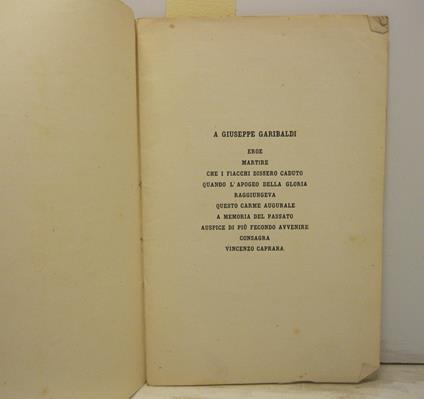 A GIUSEPPE GARIBALDI
EROE
MARTIRE
CHE I FIACCHI DISSERO CADUTO
QUANDO L'APOGEO DELLA GLORIA
RAGGIUNGEVA
QUESTO CARME AUGURALE
A MEMORIA DEL PASSATO
AUSPICE DI PIÙ FECONDO AVVENIRE
CONSAGRA
VINCENZO CAPRARA